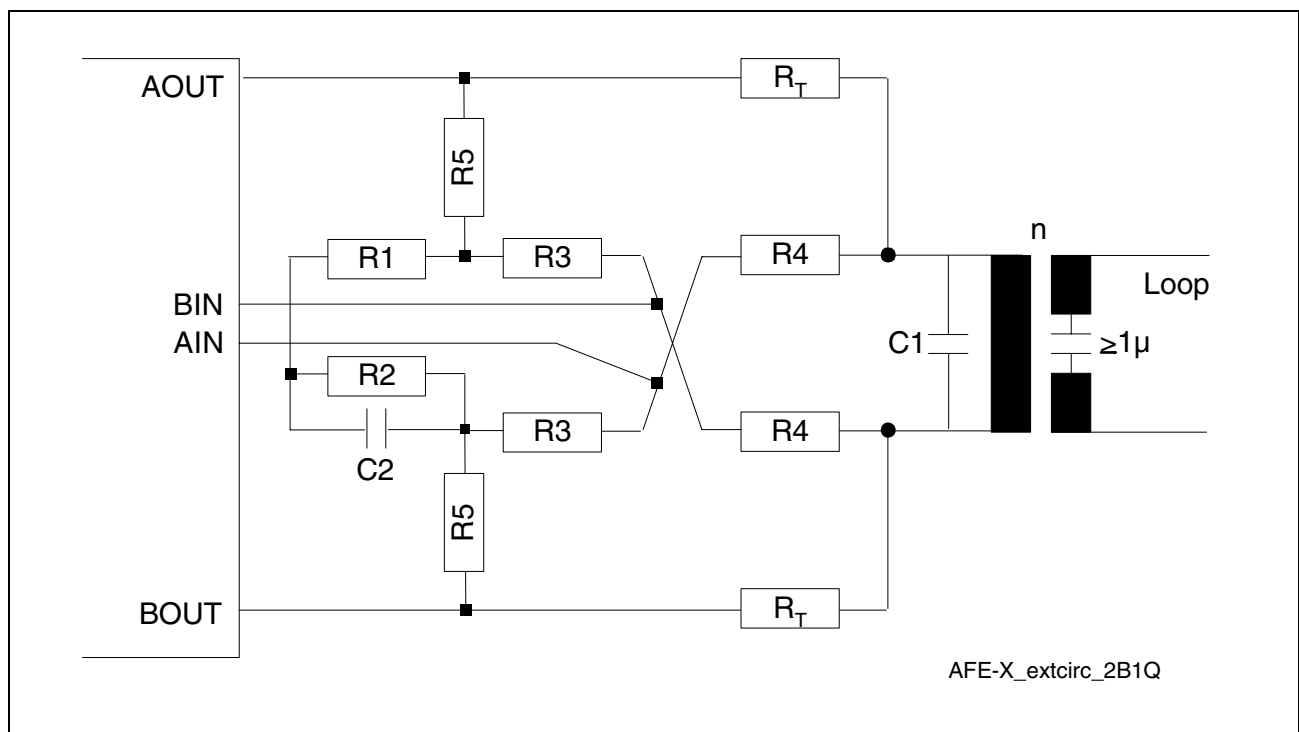 AOUT
R_T
R5
n
R1
R3
R4
BIN
Loop
AIN
C1
≥1µ
R2
R3
R4
C2
R5
BOUT
R_T
AFE-X_extcirc_2B1Q